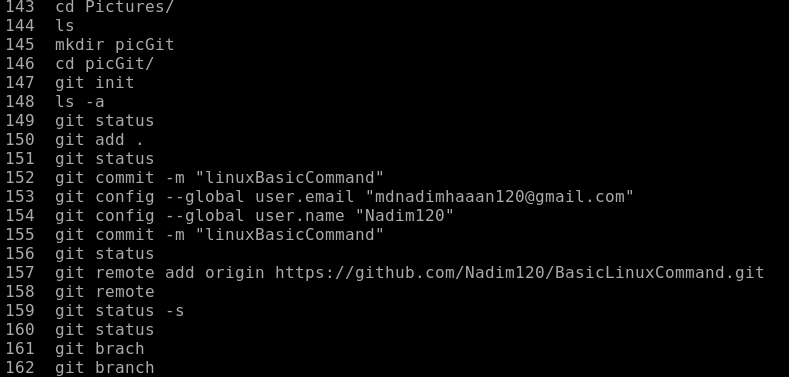 143 cd Pictures/
144 ls
145 mkdir picGit
146 cd picGit/
147 git init
148 ls -a
149 git status
150 git add .
151 git status
152 git commit -m "linuxBasicCommand"
153 git config --global user.email "mdnadimhaaan120@gmail.com"
154 git config --global user.name "Nadim120"
155 git commit -m "linuxBasicCommand"
156 git status
157 git remote add origin https://github.com/Nadim120/BasicLinuxCommand.git
158 git remote
159 git status -s
160 git status
161 git brach
162 git branch